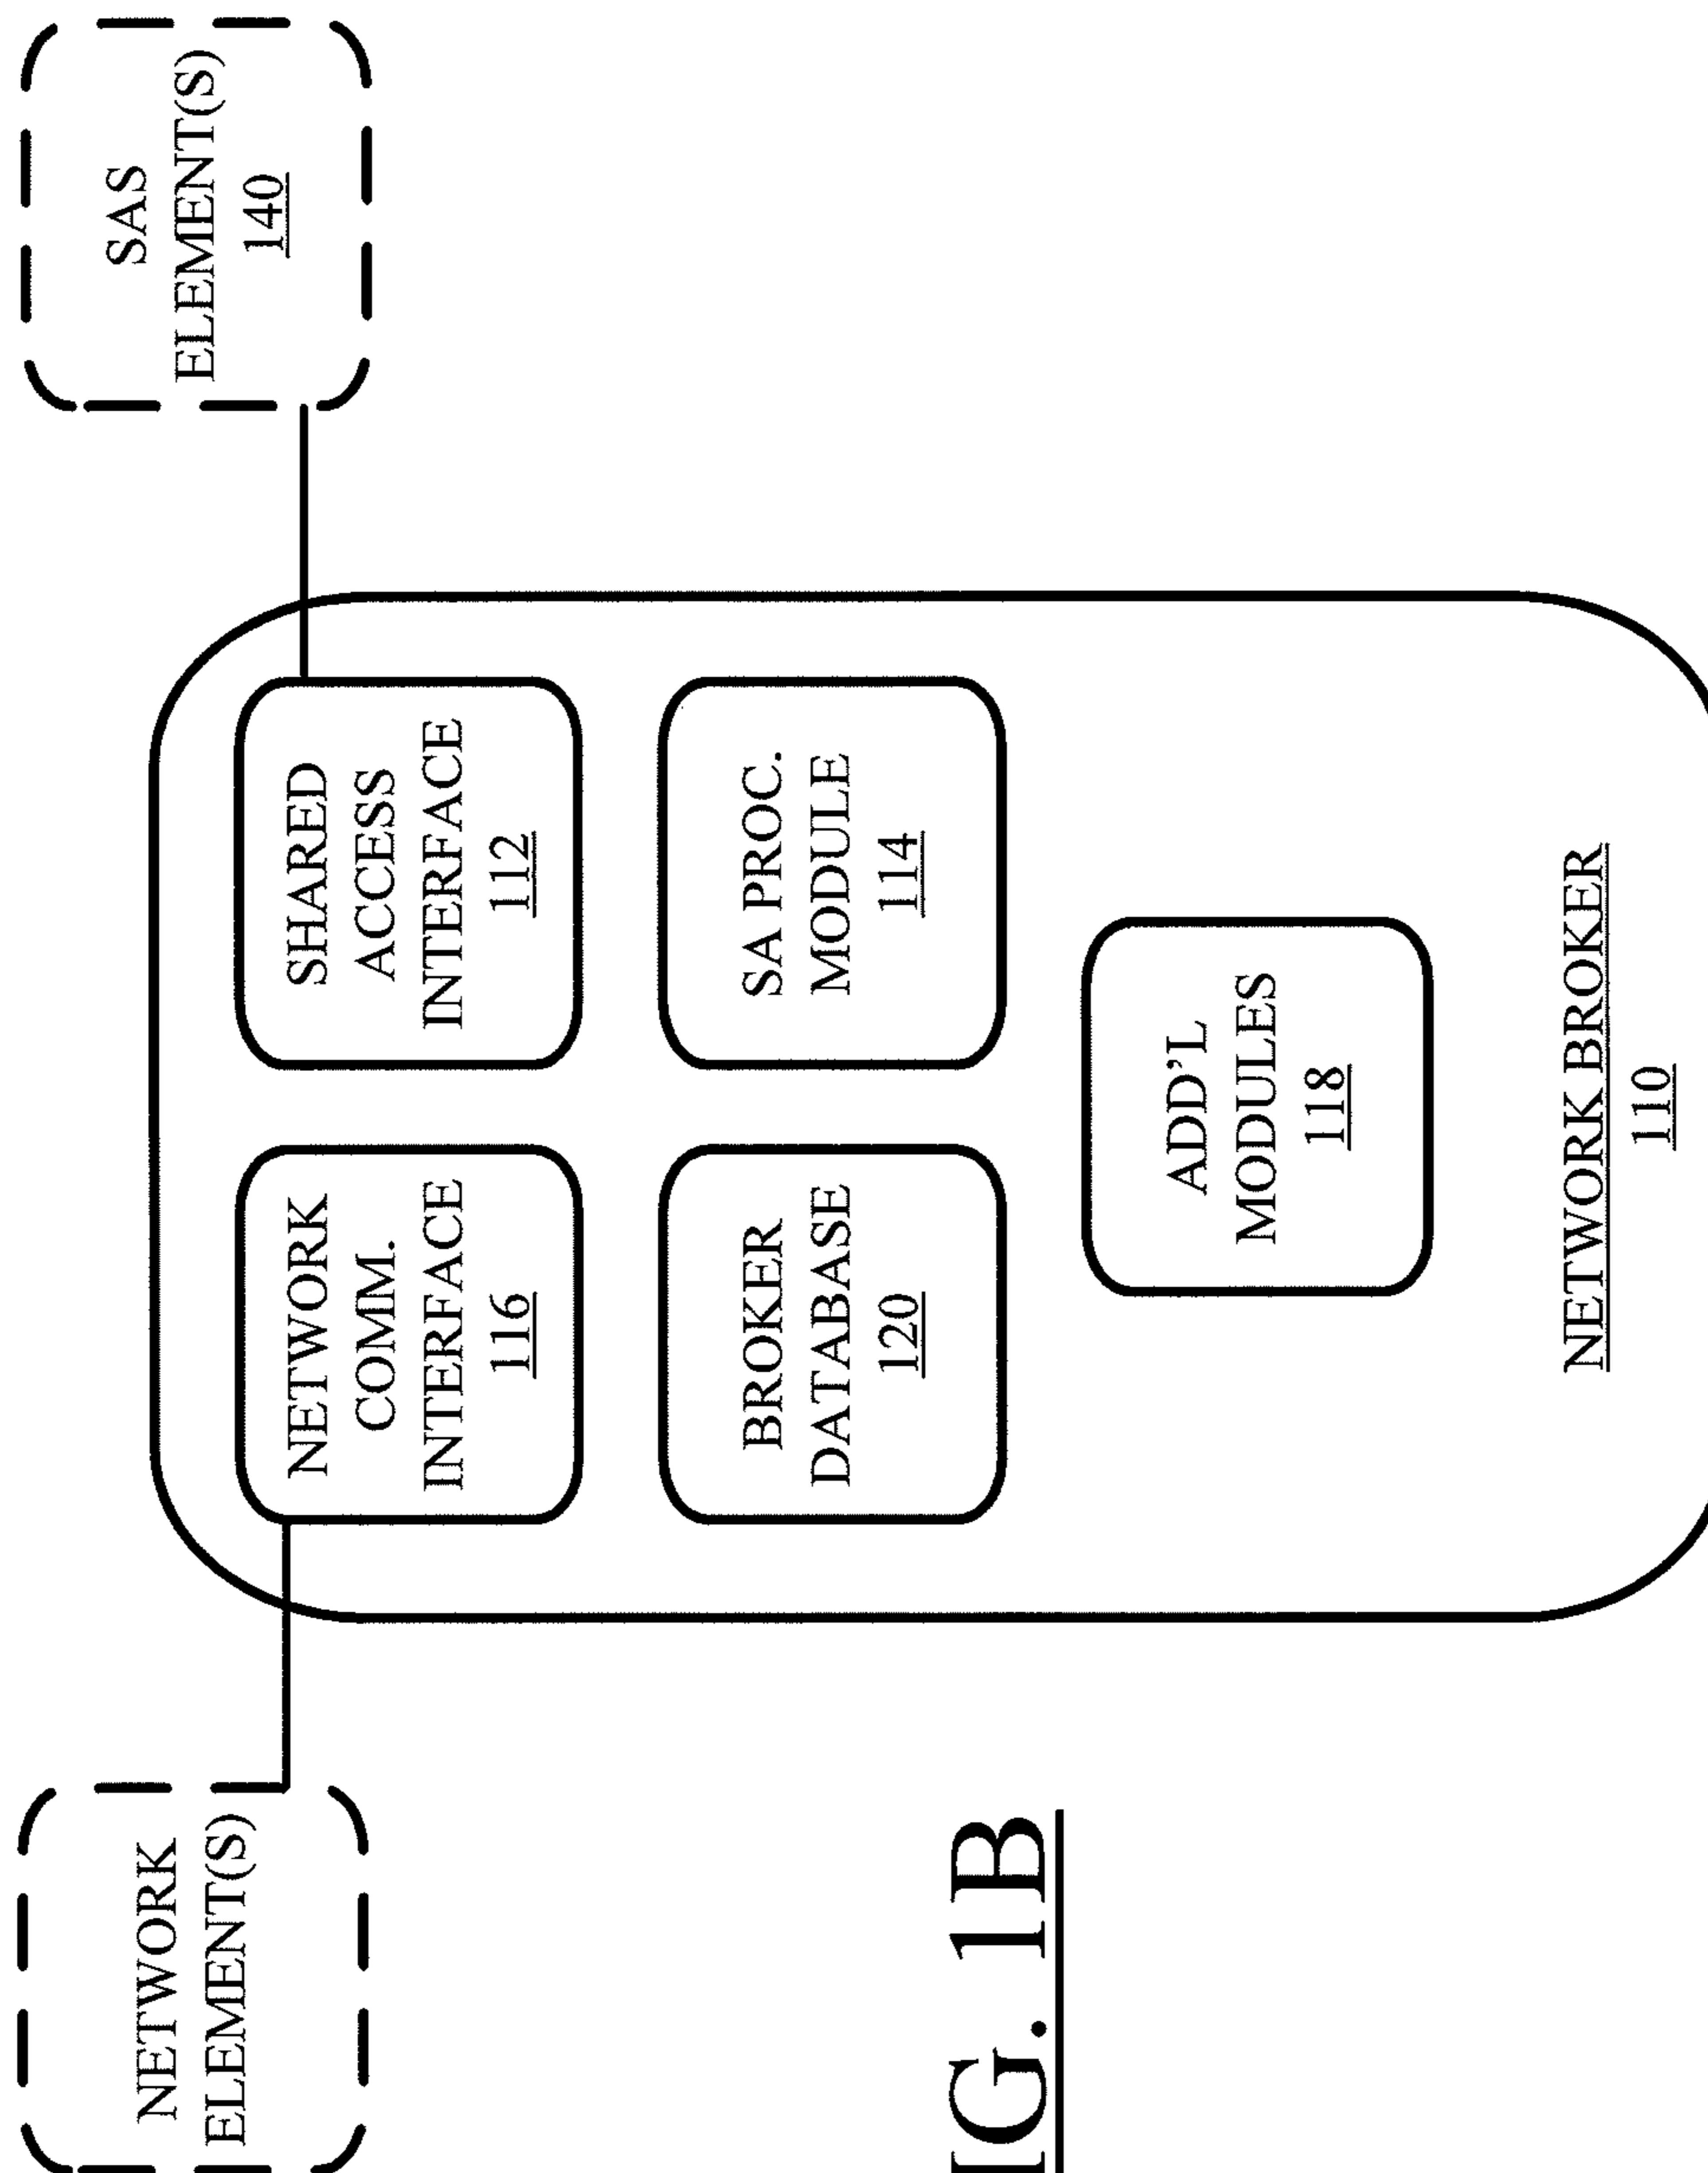 NETWORK
ELEMENT(S)
SAS
ELEMENT(S)
140
NETWORK
COMM.
INTERFACE
116
SHARED
ACCESS
INTERFACE
112
BROKER
DATABASE
120
SA PROC.
MODULE
114
ADD'L
MODULES
118
NETWORK BROKER
110
IG. 1B